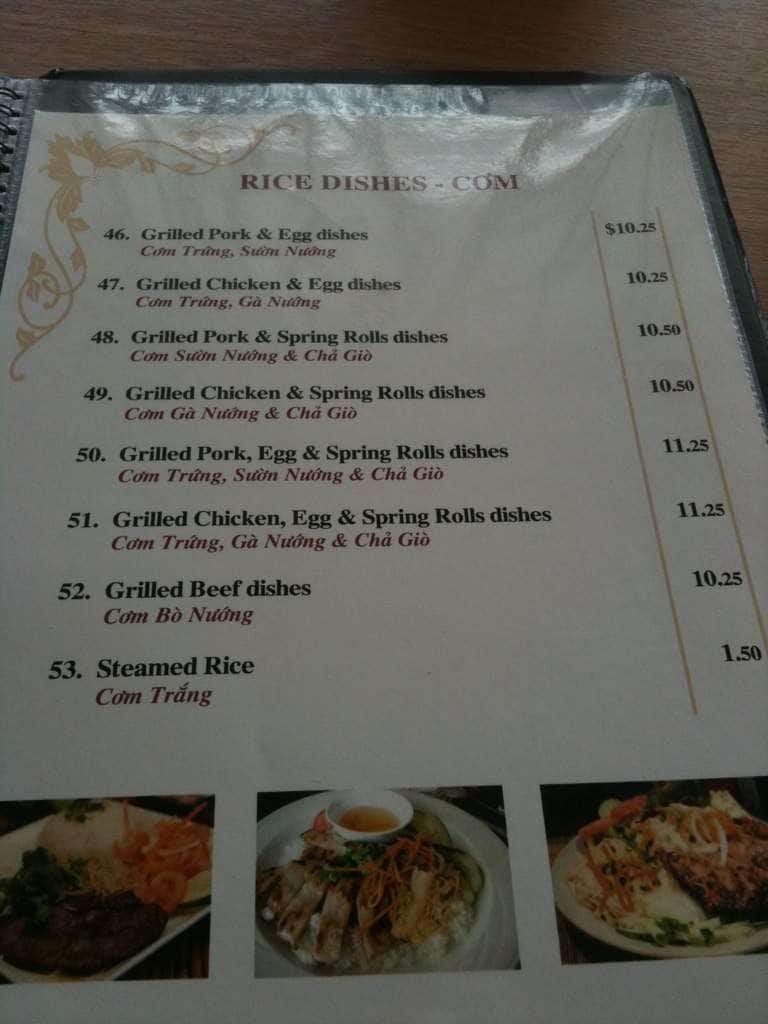 RICE DISHES - CƠM
46. Grilled Pork & Egg dishes $10.25
Cơm Trứng, Sườn Nướng
47. Grilled Chicken & Egg dishes 10.25
Cơm Trứng, Gà Nướng
48. Grilled Pork & Spring Rolls dishes 10.50
Cơm Sườn Nướng & Chả Giò
49. Grilled Chicken & Spring Rolls dishes 10.50
Cơm Gà Nướng & Chả Giò
50. Grilled Pork, Egg & Spring Rolls dishes 11.25
Cơm Trứng, Sườn Nướng & Chả Giò
51. Grilled Chicken, Egg & Spring Rolls dishes 11.25
Cơm Trứng, Gà Nướng & Chả Giò
52. Grilled Beef dishes 10.25
Cơm Bò Nướng
53. Steamed Rice 1.50
Cơm Trắng